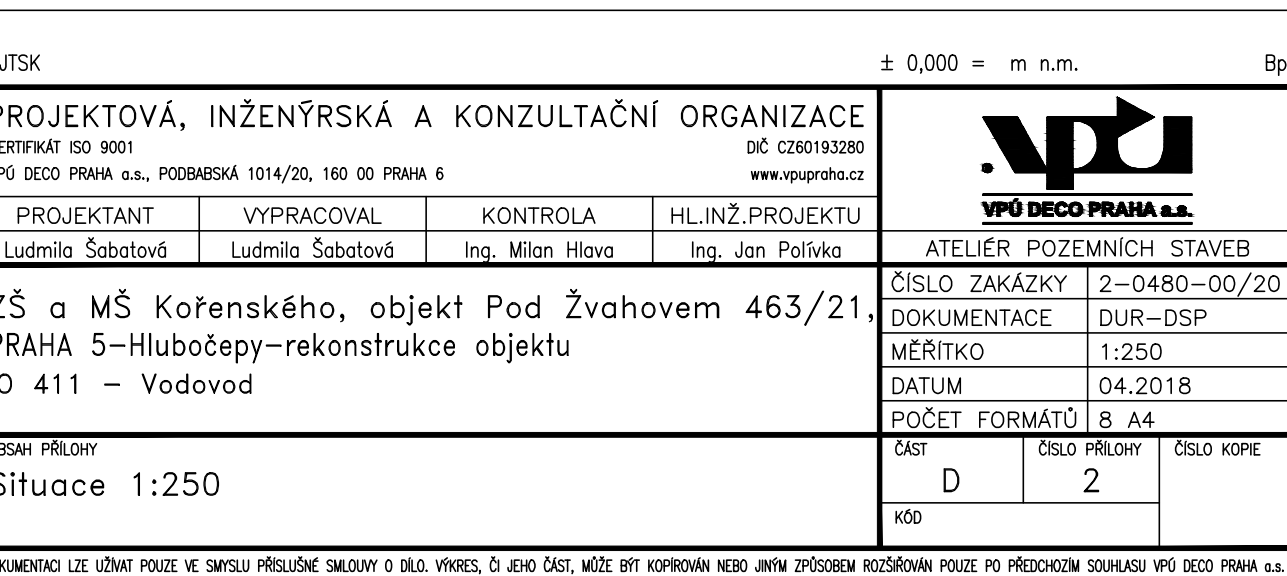 JTSK ± 0,000 = m n.m. Bp
PROJEKTOVÁ, INŽENÝRSKÁ A KONZULTAČNÍ ORGANIZACE
ERTIFIKÁT ISO 9001 DIČ CZ60193280
PÚ DECO PRAHA a.s., PODBABSKÁ 1014/20, 160 00 PRAHA 6 www.vpupraha.cz
vpú
VPÚ DECO PRAHA a.s.
PROJEKTANT VYPRACOVAL KONTROLA HL.INŽ.PROJEKTU
Ludmila Šabatová Ludmila Šabatová Ing. Milan Hlava Ing. Jan Polívka
ATELIÉR POZEMNÍCH STAVEB
ZŠ a MŠ Kořenského, objekt Pod Žvahovem 463/21,
PRAHA 5-Hlubočepy-rekonstrukce objektu
O 411 - Vodovod
ČÍSLO ZAKÁZKY 2-0480-00/20
DOKUMENTACE DUR-DSP
MĚŘÍTKO 1:250
DATUM 04.2018
POČET FORMÁTŮ 8 A4
BSAH PŘÍLOHY
Situace 1:250
ČÁST ČÍSLO PŘÍLOHY ČÍSLO KOPIE
D 2
KÓD
KUMENTACI LZE UŽÍVAT POUZE VE SMYSLU PŘÍSLUŠNÉ SMLOUVY O DÍLO. VÝKRES, ČI JEHO ČÁST, MŮŽE BÝT KOPÍROVÁN NEBO JINÝM ZPŮSOBEM ROZŠIŘOVÁN POUZE PO PŘEDCHOZÍM SOUHLASU VPÚ DECO PRAHA a.s.